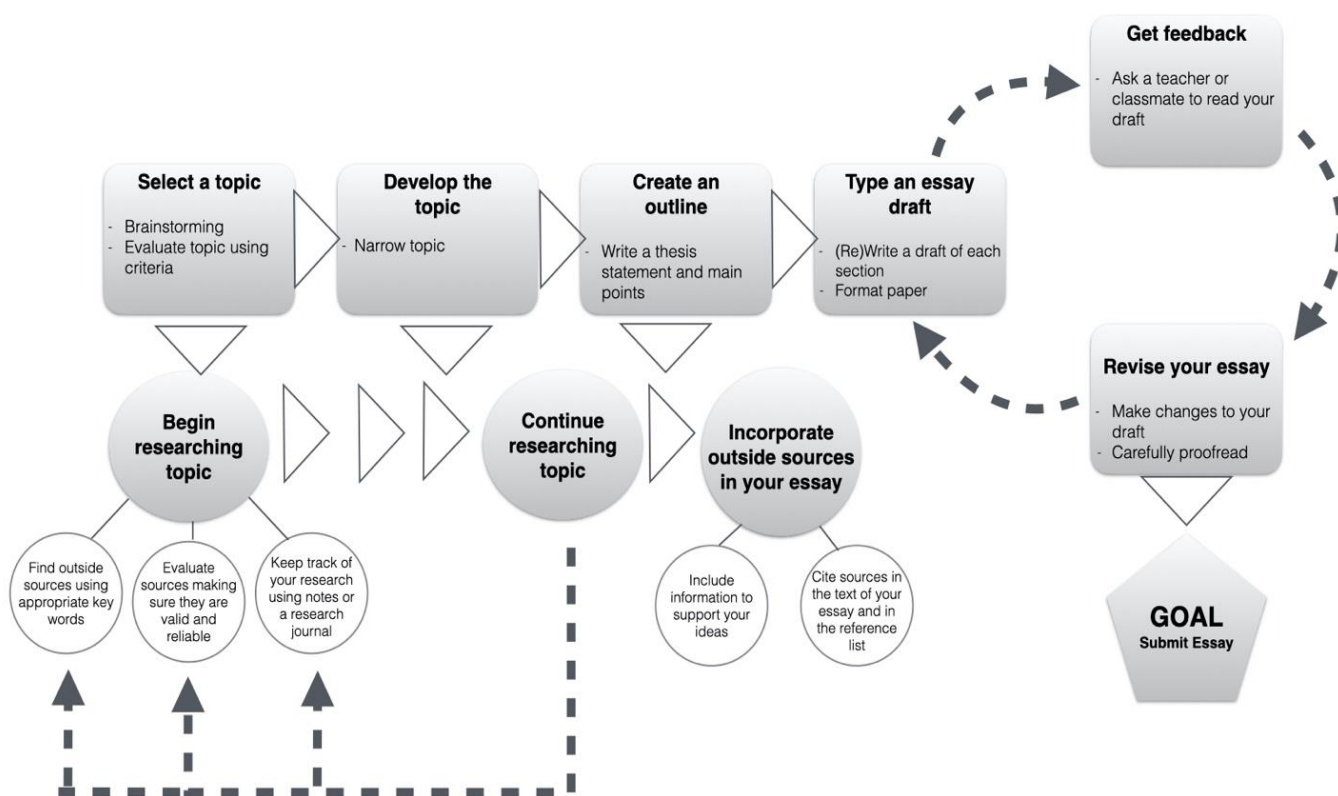 Get feedback
- Ask a teacher or
classmate to read your
draft
Select a topic
- Brainstorming
- Evaluate topic using
criteria
Develop the
topic
- Narrow topic
Create an
outline
- Write a thesis
statement and main
points
Type an essay
draft
- (Re)Write a draft of each
section
- Format paper
Revise your essay
- Make changes to your
draft
- Carefully proofread
Begin
researching
topic
Continue
researching
topic
Incorporate
outside sources
in your essay
Find outside
sources using
appropriate key
words
Evaluate
sources making
sure they are
valid and
reliable
Keep track of
your research
using notes or
a research
journal
Include
information to
support your
ideas
Cite sources in
the text of your
essay and in
the reference
list
GOAL
Submit Essay